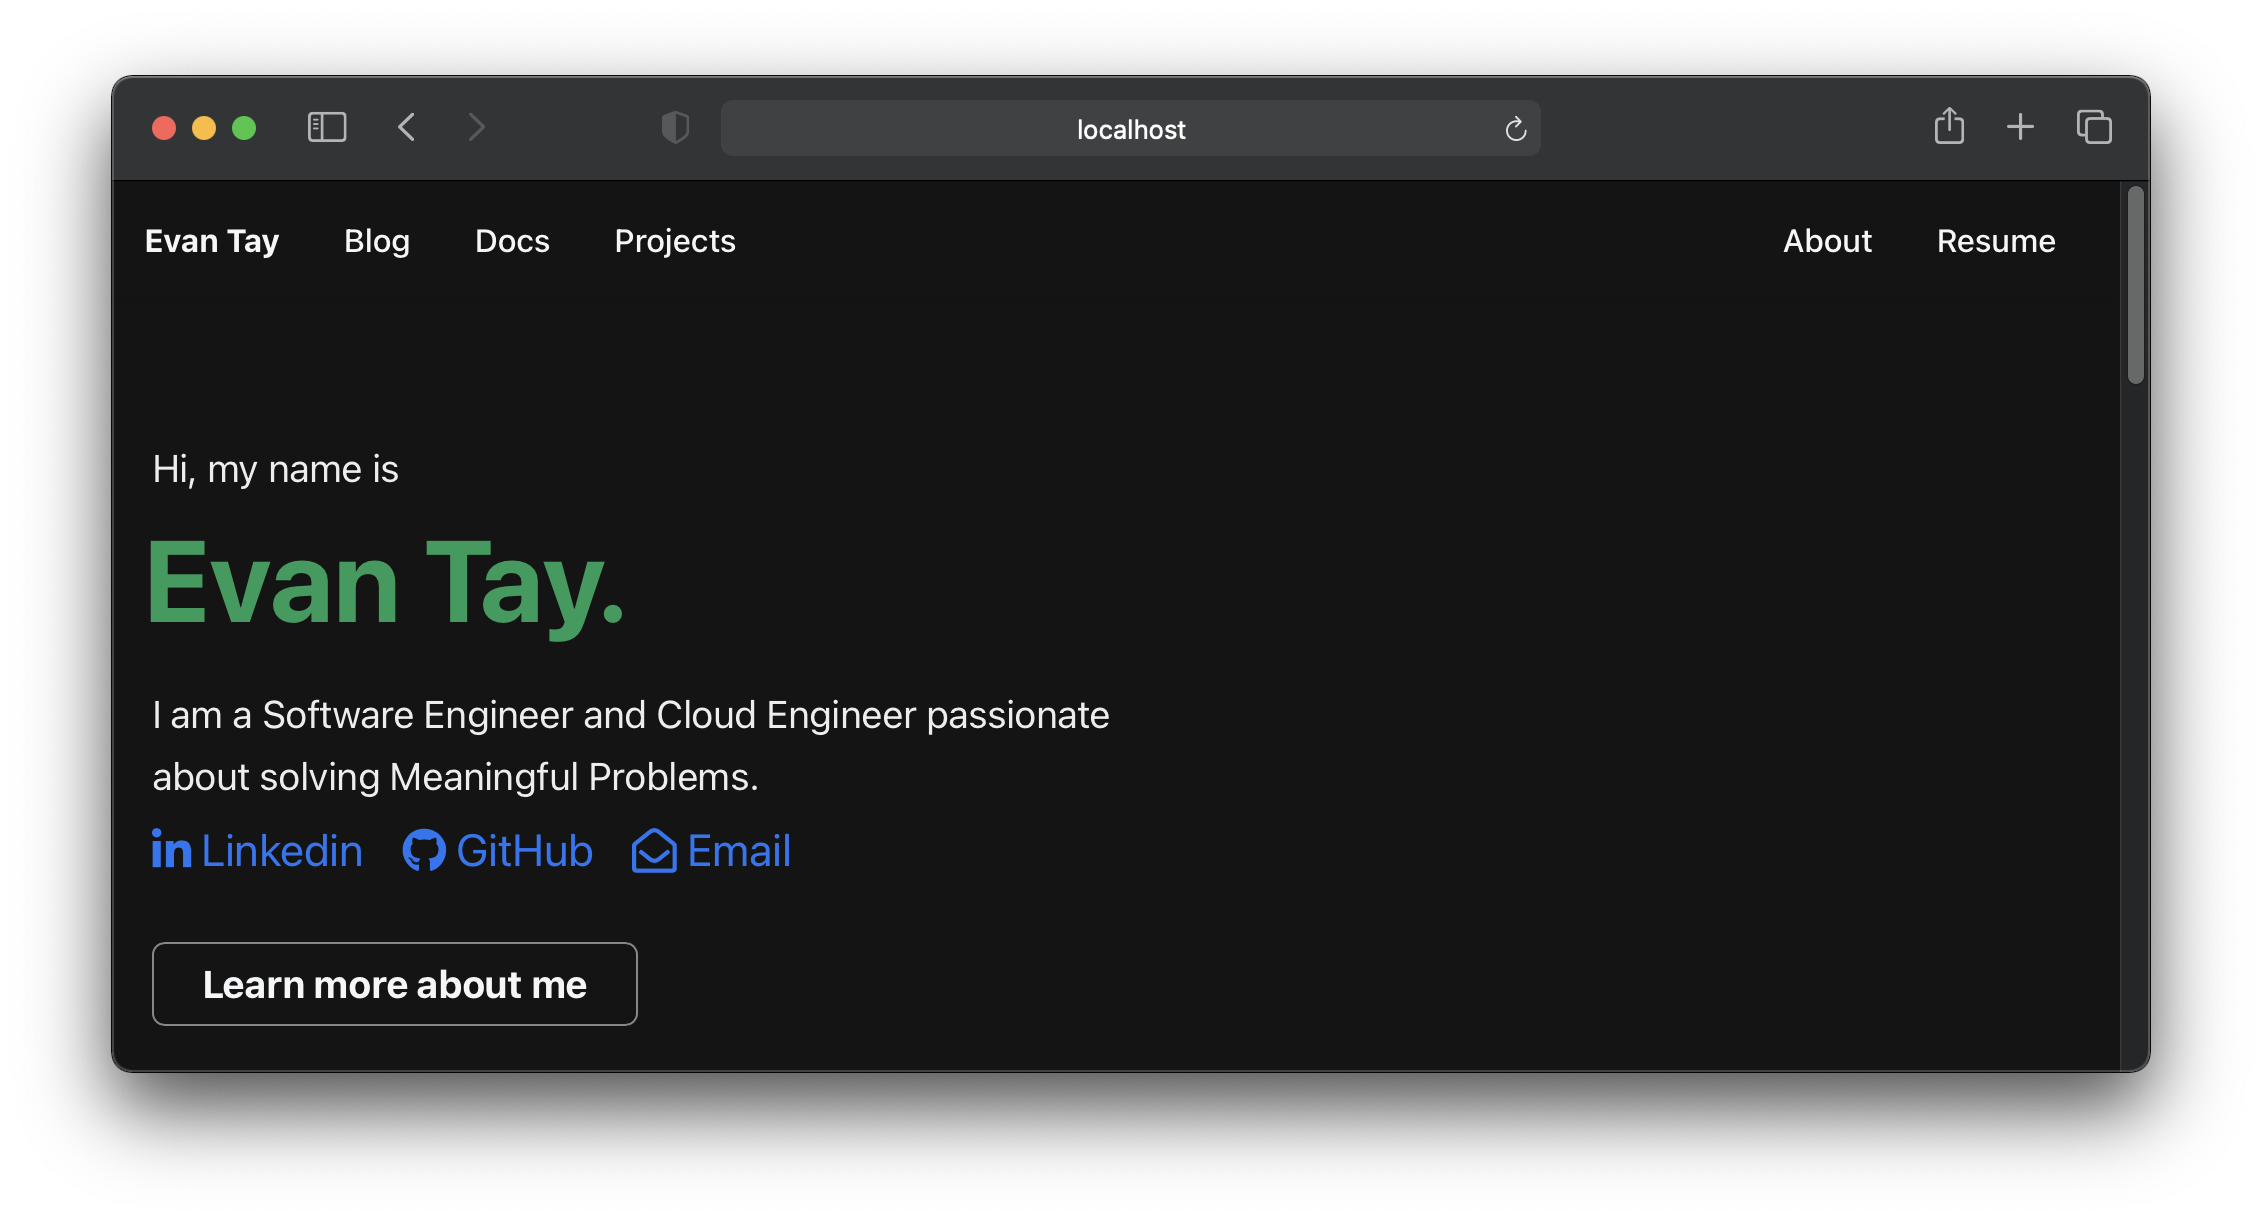 localhost
Evan Tay Blog Docs Projects About Resume
Hi, my name is
Evan Tay.
I am a Software Engineer and Cloud Engineer passionate
about solving Meaningful Problems.
in Linkedin GitHub Email
Learn more about me